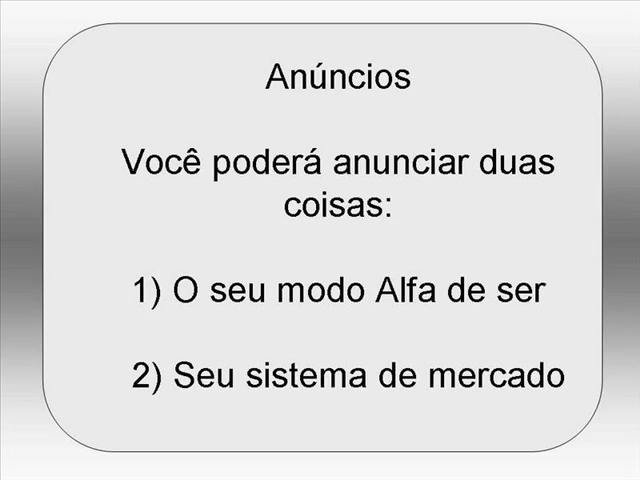 Anúncios
Você poderá anunciar duas
coisas:
1) O seu modo Alfa de ser
2) Seu sistema de mercado